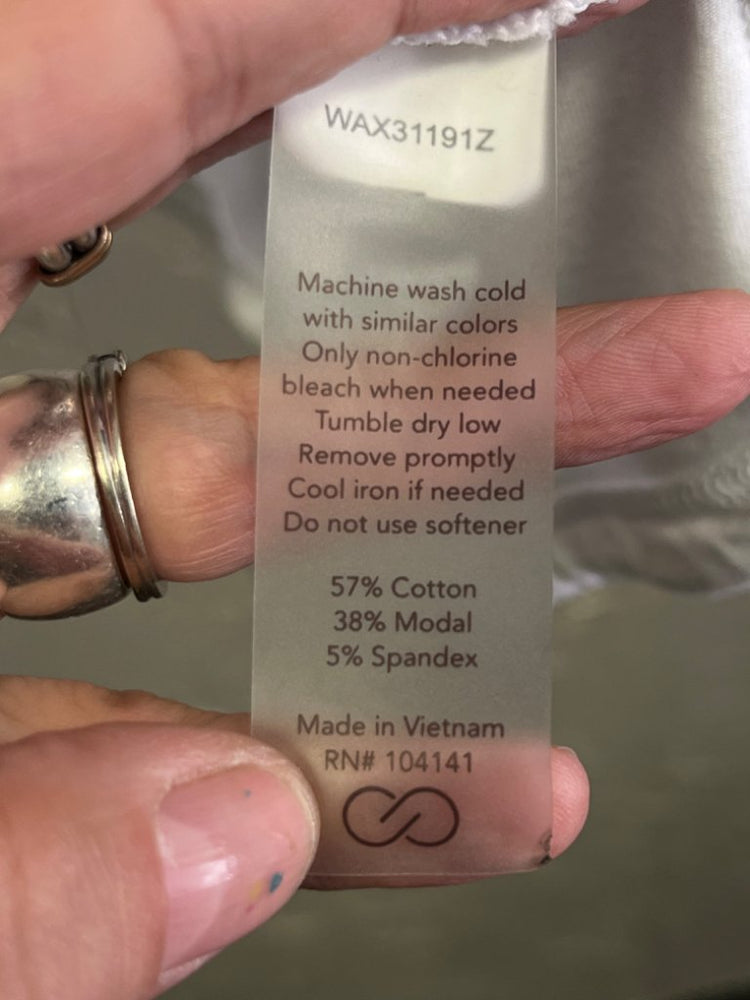 WAX31191Z
Machine wash cold
with similar colors
Only non-chlorine
bleach when needed
Tumble dry low
Remove promptly
Cool iron if needed
Do not use softener
57% Cotton
38% Modal
5% Spandex
Made in Vietnam
RN# 104141